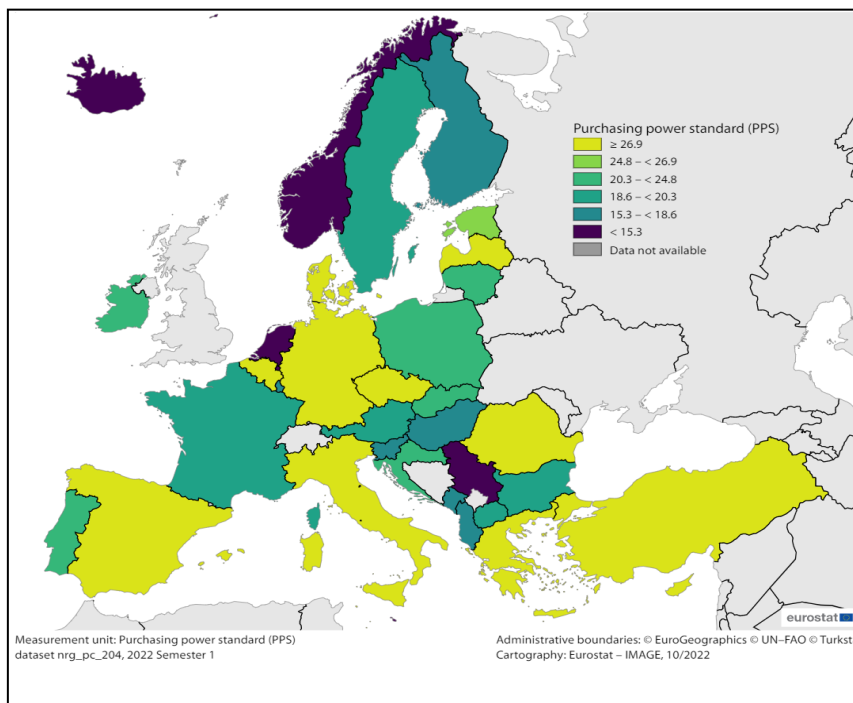 Purchasing power standard (PPS)
≥ 26.9
24.8 – < 26.9
20.3 – < 24.8
18.6 – < 20.3
15.3 – < 18.6
< 15.3
Data not available
eurostat
Measurement unit: Purchasing power standard (PPS)
dataset nrg_pc_204, 2022 Semester 1
Administrative boundaries: © EuroGeographics © UN–FAO © Turkst
Cartography: Eurostat – IMAGE, 10/2022